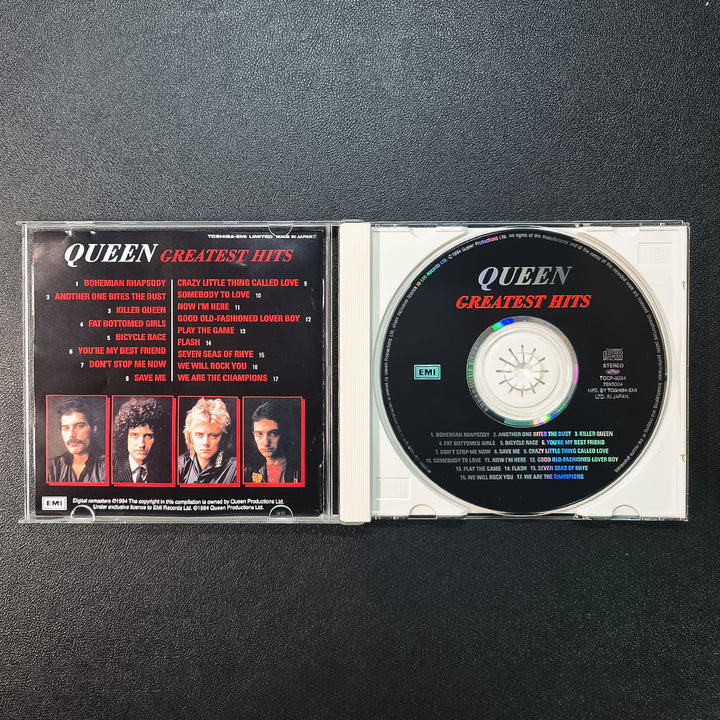 TOSHIBA-EMI LIMITED MADE IN JAPAN
QUEEN GREATEST HITS
1 BOHEMIAN RHAPSODY
2 ANOTHER ONE BITES THE DUST
3 KILLER QUEEN
4 FAT BOTTOMED GIRLS
5 BICYCLE RACE
6 YOU'RE MY BEST FRIEND
7 DON'T STOP ME NOW
8 SAVE ME
CRAZY LITTLE THING CALLED LOVE 9
SOMEBODY TO LOVE 10
NOW I'M HERE 11
GOOD OLD-FASHIONED LOVER BOY 12
PLAY THE GAME 13
FLASH 14
SEVEN SEAS OF RHYE 15
WE WILL ROCK YOU 16
WE ARE THE CHAMPIONS 17
EMI
Digital remasters ©1994 The copyright in this compilation is owned by Queen Productions Ltd.
Under exclusive licence to EMI Records Ltd. ©1994 Queen Productions Ltd.
QUEEN
GREATEST HITS
EMI
STEREO
TOCP-8284
MFD. BY TOSHIBA-EMI
LTD. IN JAPAN.
1. BOHEMIAN RHAPSODY 2. ANOTHER ONE BITES THE DUST 3. KILLER QUEEN
4. FAT BOTTOMED GIRLS 5. BICYCLE RACE 6. YOU'RE MY BEST FRIEND
7. DON'T STOP ME NOW 8. SAVE ME 9. CRAZY LITTLE THING CALLED LOVE
10. SOMEBODY TO LOVE 11. NOW I'M HERE 12. GOOD OLD-FASHIONED LOVER BOY
13. PLAY THE GAME 14. FLASH 15. SEVEN SEAS OF RHYE
16. WE WILL ROCK YOU 17. WE ARE THE CHAMPIONS